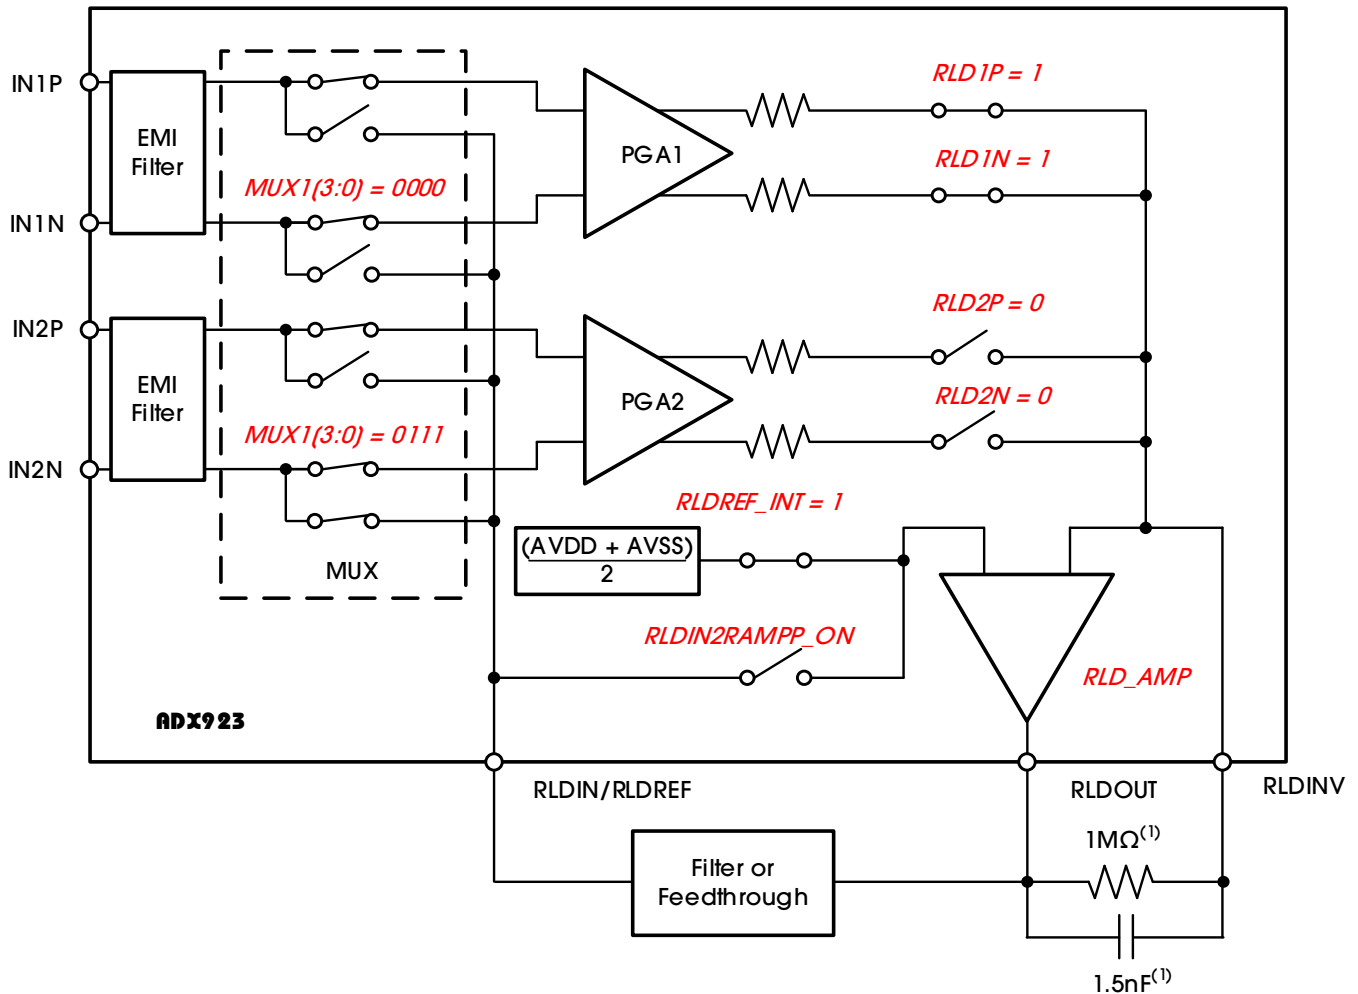 IN1P
EMI
Filter
IN1N
MUX1(3:0) = 0000
PGA1
RLD1P = 1
RLD1N = 1
IN2P
EMI
Filter
IN2N
MUX1(3:0) = 0111
MUX
PGA2
RLD2P = 0
RLD2N = 0
RLDREF_INT = 1
(AVDD + AVSS)
2
RLDIN2RAMPP_ON
RLD_AMP
ADX923
RLDIN/RLDREF
RLDOUT
RLDINV
1MΩ(1)
Filter or
Feedthrough
1.5nF(1)